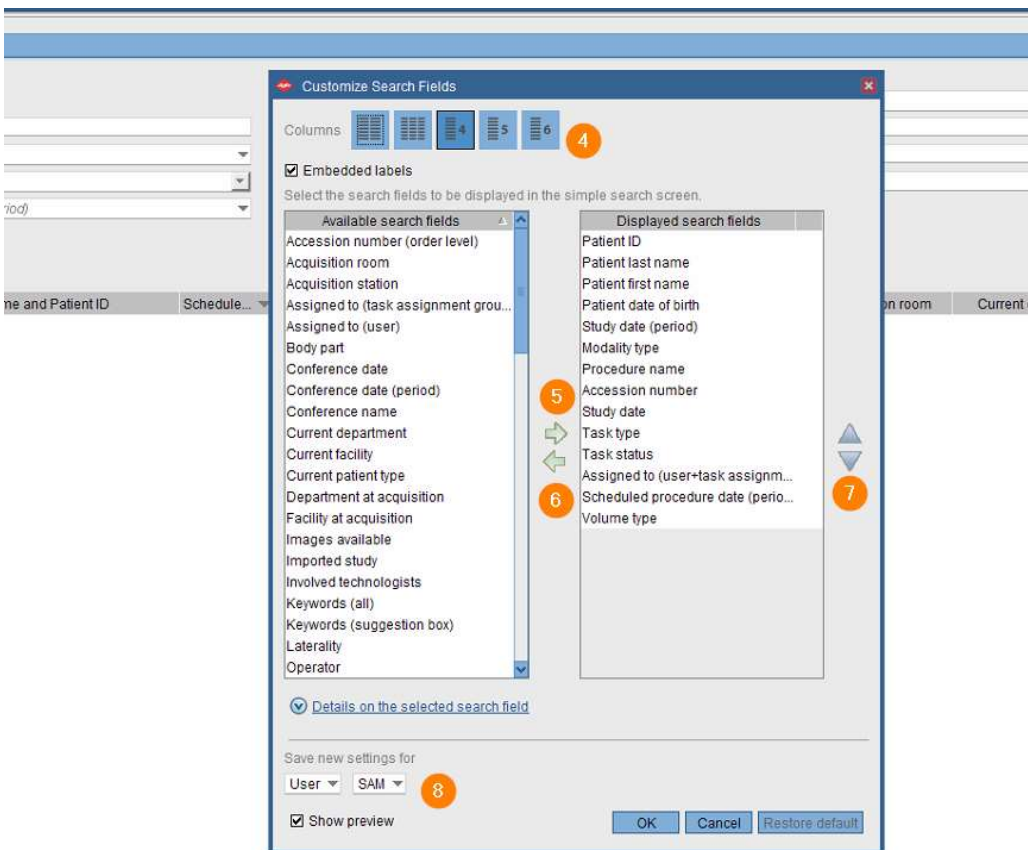 Customize Search Fields
Columns 4 5 6 4
Embedded labels
Select the search fields to be displayed in the simple search screen.
riod)
Available search fields
Accession number (order level)
Acquisition room
Acquisition station
Assigned to (task assignment grou...
Assigned to (user)
Body part
Conference date
Conference date (period)
Conference name
Current department
Current facility
Current patient type
Department at acquisition
Facility at acquisition
Images available
Imported study
Involved technologists
Keywords (all)
Keywords (suggestion box)
Laterality
Operator
5
6
Displayed search fields
Patient ID
Patient last name
Patient first name
Patient date of birth
Study date (period)
Modality type
Procedure name
Accession number
Study date
Task type
Task status
Assigned to (user+task assignm...
Scheduled procedure date (perio...
Volume type
7
me and Patient ID Schedule... on room Current
Details on the selected search field
Save new settings for
User SAM 8
Show preview OK Cancel Restore default